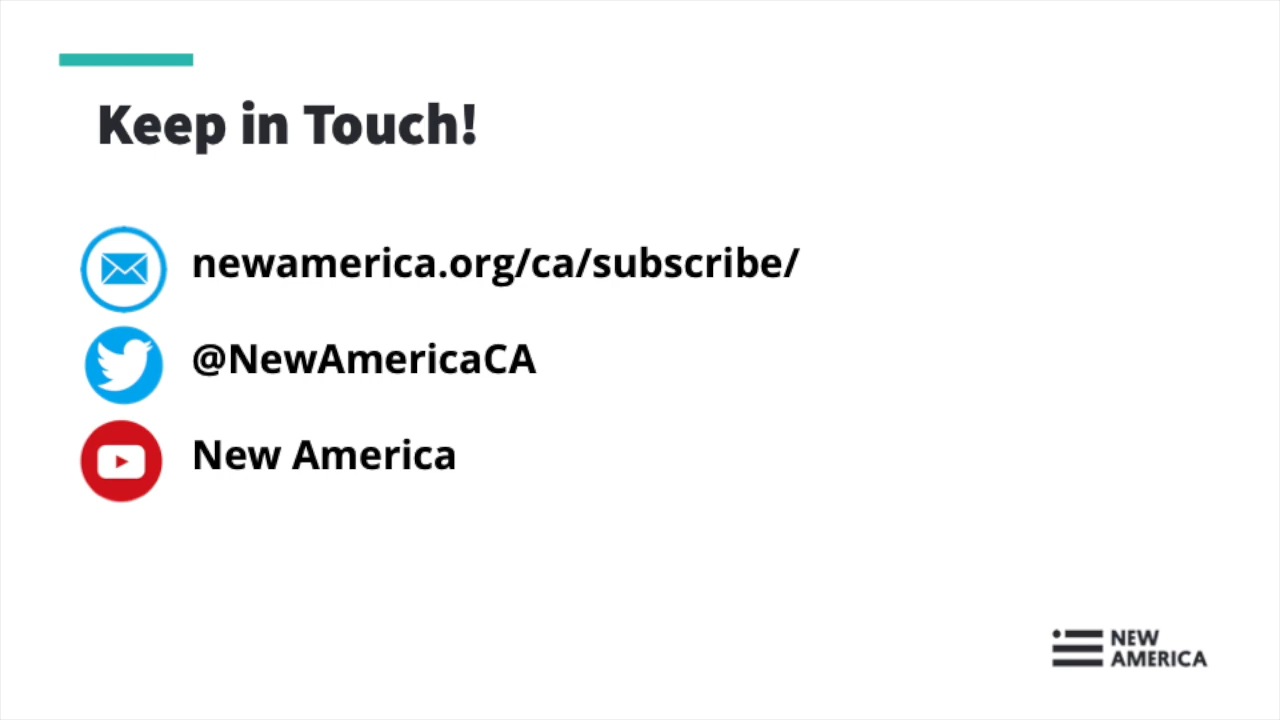 Keep in Touch!
newamerica.org/ca/subscribe/
@NewAmericaCA
New America
NEW
AMERICA